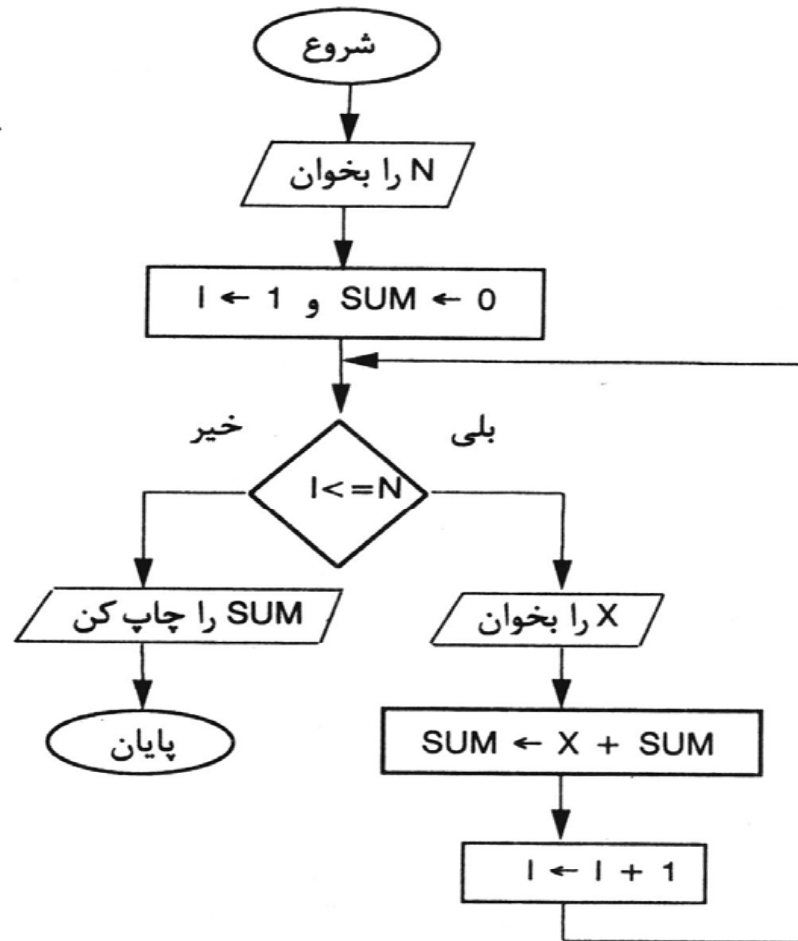 شروع
N را بخوان
I ← 1 و SUM ← 0
خیر
بلی
I<=N
SUM را چاپ کن
X را بخوان
پایان
SUM ← X + SUM
I ← I + 1